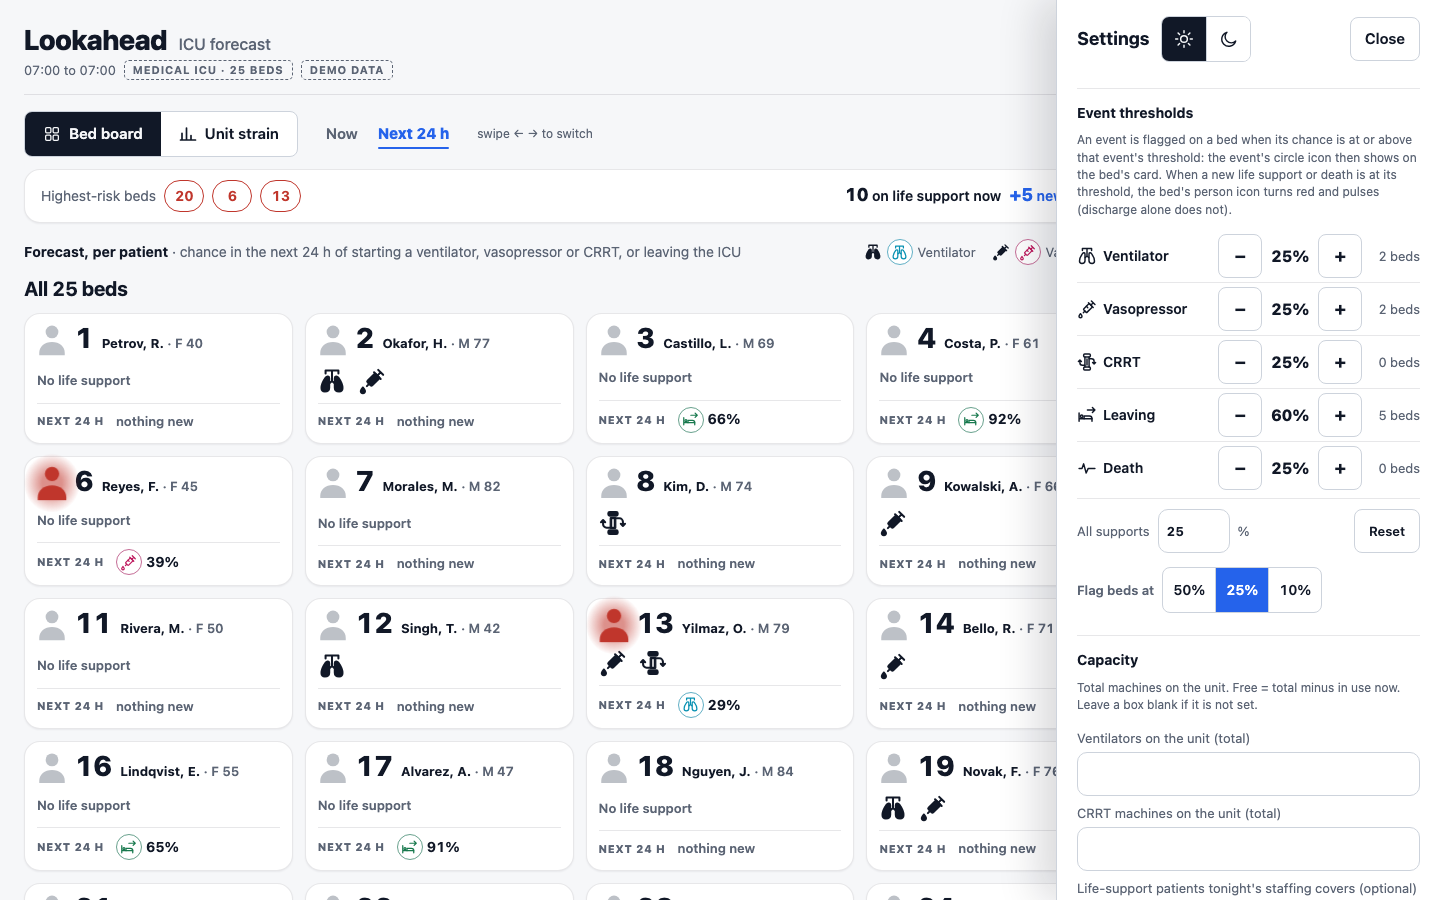 Lookahead ICU forecast
07:00 to 07:00 MEDICAL ICU · 25 BEDS DEMO DATA
Bed board Unit strain Now Next 24 h swipe ← → to switch
Highest-risk beds 20 6 13 10 on life support now +5
Forecast, per patient · chance in the next 24 h of starting a ventilator, vasopressor or CRRT, or leaving the ICU Ventilator
All 25 beds
1 Petrov, R. · F 40
No life support
NEXT 24 H nothing new
2 Okafor, H. · M 77
NEXT 24 H nothing new
3 Castillo, L. · M 69
No life support
NEXT 24 H 66%
4 Costa, P. · F 61
No life support
NEXT 24 H 92%
6 Reyes, F. · F 45
No life support
NEXT 24 H 39%
7 Morales, M. · M 82
No life support
NEXT 24 H nothing new
8 Kim, D. · M 74
NEXT 24 H nothing new
9 Kowalski, A. · F
NEXT 24 H nothing new
11 Rivera, M. · F 50
No life support
NEXT 24 H nothing new
12 Singh, T. · M 42
NEXT 24 H nothing new
13 Yilmaz, O. · M 79
NEXT 24 H 29%
14 Bello, R. · F 71
NEXT 24 H nothing new
16 Lindqvist, E. · F 55
No life support
NEXT 24 H 65%
17 Alvarez, A. · M 47
No life support
NEXT 24 H 91%
18 Nguyen, J. · M 84
No life support
NEXT 24 H nothing new
19 Novak, F. · F
NEXT 24 H nothing new
Settings Close
Event thresholds
An event is flagged on a bed when its chance is at or above
that event's threshold: the event's circle icon then shows on
the bed's card. When a new life support or death is at its
threshold, the bed's person icon turns red and pulses
(discharge alone does not).
Ventilator − 25% + 2 beds
Vasopressor − 25% + 2 beds
CRRT − 25% + 0 beds
Leaving − 60% + 5 beds
Death − 25% + 0 beds
All supports 25 % Reset
Flag beds at 50% 25% 10%
Capacity
Total machines on the unit. Free = total minus in use now.
Leave a box blank if it is not set.
Ventilators on the unit (total)
CRRT machines on the unit (total)
Life-support patients tonight's staffing covers (optional)